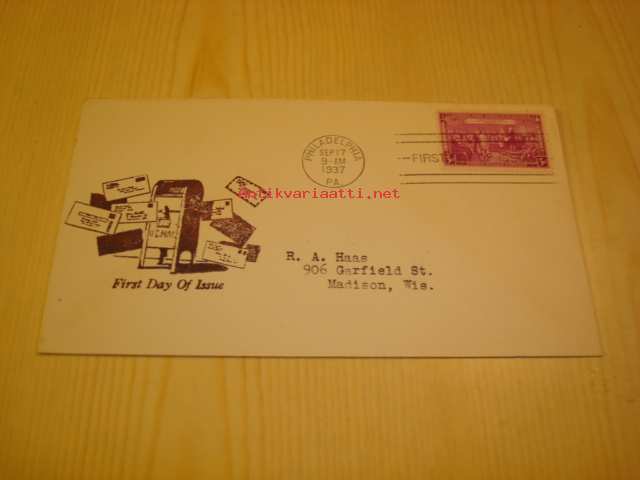 PHILADELPHIA
SEP 17
9-AM
1937
PA.
FIRST
antikvariaatti.net
U.S. MAIL
R. A. Haas
906 Garfield St.
Madison, Wis.
First Day Of Issue